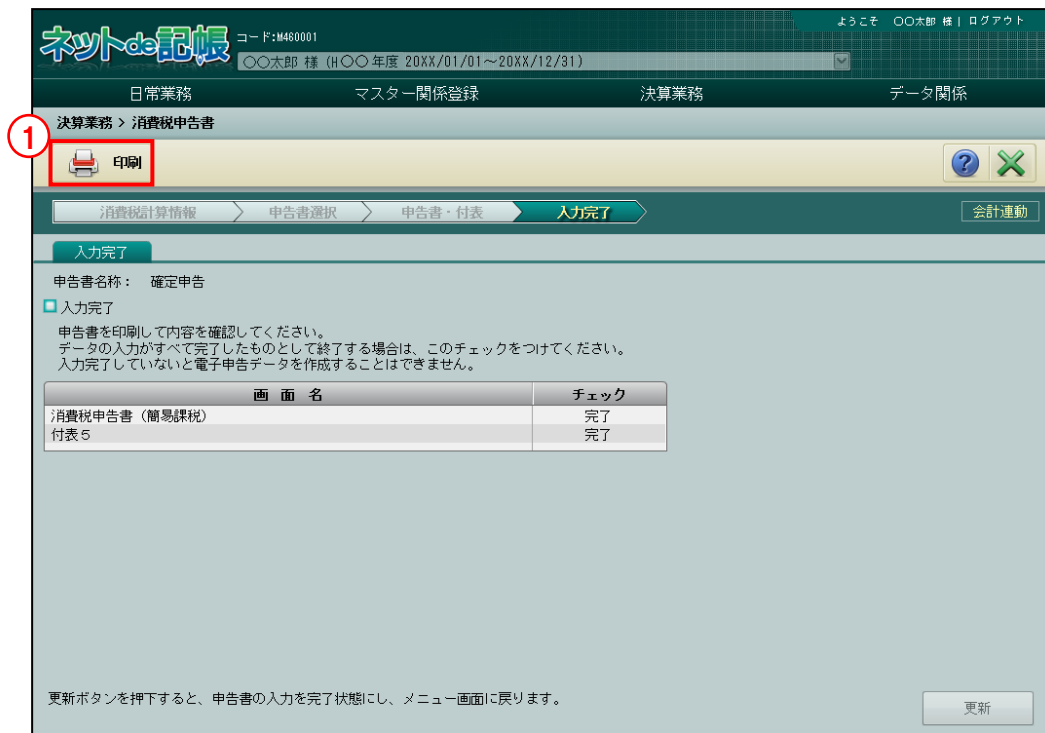 ようこそ 〇〇太郎 様 | ログアウト
ネットde記帳 コード:M460001
〇〇太郎 様 (H〇〇年度 20XX/01/01～20XX/12/31)
日常業務 マスター関係登録 決算業務 データ関係
決算業務 > 消費税申告書
1
印刷
?
消費税計算情報 申告書選択 申告書・付表 入力完了 会計連動
入力完了
申告書名称： 確定申告
入力完了
申告書を印刷して内容を確認してください。
データの入力がすべて完了したものとして終了する場合は、このチェックをつけてください。
入力完了していないと電子申告データを作成することはできません。
画 面 名 チェック
消費税申告書（簡易課税） 完了
付表５ 完了
更新ボタンを押下すると、申告書の入力を完了状態にし、メニュー画面に戻ります。
更新